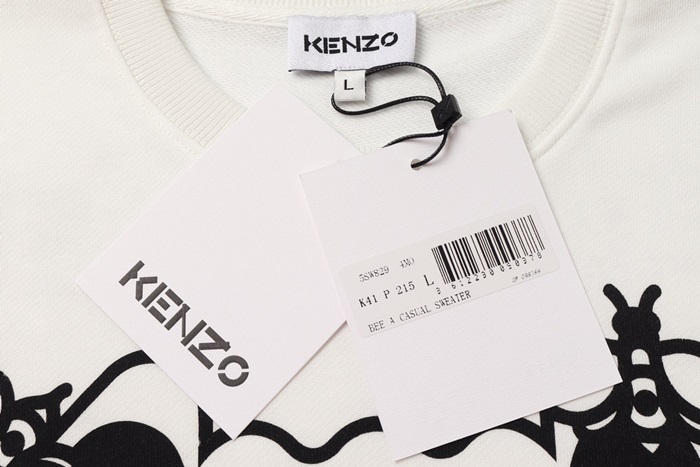 KENZO
L
KENZO
5SW829 4MO
K41 P 215 L
BEE A CASUAL SWEATER